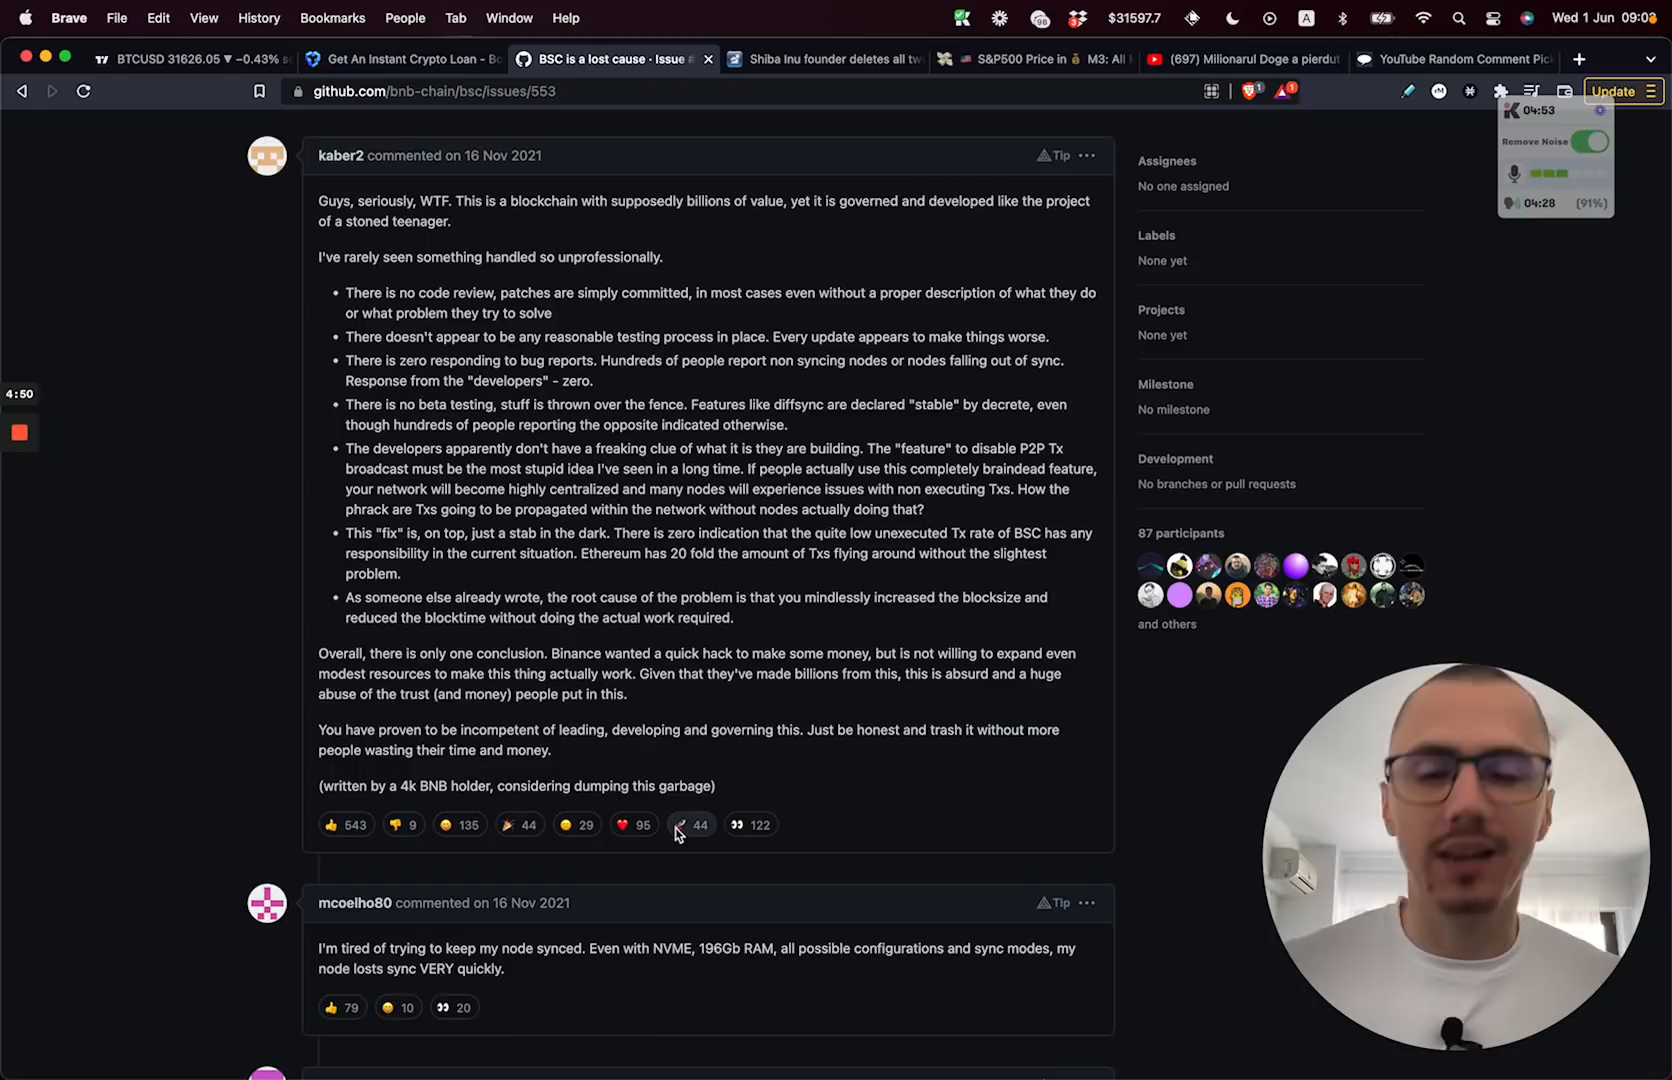 Brave File Edit View History Bookmarks People Tab Window Help 98 3 $31597.7 A Wed 1 Jun 09:03
BTCUSD 31626.05 ▼ −0.43% Get An Instant Crypto Loan - BSC is a lost cause · Issue # Shiba Inu founder deletes all S&P500 Price in M3: All (697) Milionarul Doge a pierdut YouTube Random Comment
github.com/bnb-chain/bsc/issues/553 1 1 Update
04:53
Remove Noise
04:28 (91%)
4:50
kaber2 commented on 16 Nov 2021 Tip
Guys, seriously, WTF. This is a blockchain with supposedly billions of value, yet it is governed and developed like the project
of a stoned teenager.
I've rarely seen something handled so unprofessionally.
• There is no code review, patches are simply committed, in most cases even without a proper description of what they do
or what problem they try to solve
• There doesn't appear to be any reasonable testing process in place. Every update appears to make things worse.
• There is zero responding to bug reports. Hundreds of people report non syncing nodes or nodes falling out of sync.
Response from the "developers" - zero.
• There is no beta testing, stuff is thrown over the fence. Features like diffsync are declared "stable" by decrete, even
though hundreds of people reporting the opposite indicated otherwise.
• The developers apparently don't have a freaking clue of what it is they are building. The "feature" to disable P2P Tx
broadcast must be the most stupid idea I've seen in a long time. If people actually use this completely braindead feature,
your network will become highly centralized and many nodes will experience issues with non executing Txs. How the
phrack are Txs going to be propagated within the network without nodes actually doing that?
• This "fix" is, on top, just a stab in the dark. There is zero indication that the quite low unexecuted Tx rate of BSC has any
responsibility in the current situation. Ethereum has 20 fold the amount of Txs flying around without the slightest
problem.
• As someone else already wrote, the root cause of the problem is that you mindlessly increased the blocksize and
reduced the blocktime without doing the actual work required.
Overall, there is only one conclusion. Binance wanted a quick hack to make some money, but is not willing to expand even
modest resources to make this thing actually work. Given that they've made billions from this, this is absurd and a huge
abuse of the trust (and money) people put in this.
You have proven to be incompetent of leading, developing and governing this. Just be honest and trash it without more
people wasting their time and money.
(written by a 4k BNB holder, considering dumping this garbage)
👍 543 👎 9 😄 135 🎉 44 😕 29 ❤️ 95 🚀 44 👀 122
mcoelho80 commented on 16 Nov 2021 Tip
I'm tired of trying to keep my node synced. Even with NVME, 196Gb RAM, all possible configurations and sync modes, my
node losts sync VERY quickly.
👍 79 😄 10 👀 20
Assignees
No one assigned
Labels
None yet
Projects
None yet
Milestone
No milestone
Development
No branches or pull requests
87 participants
and others